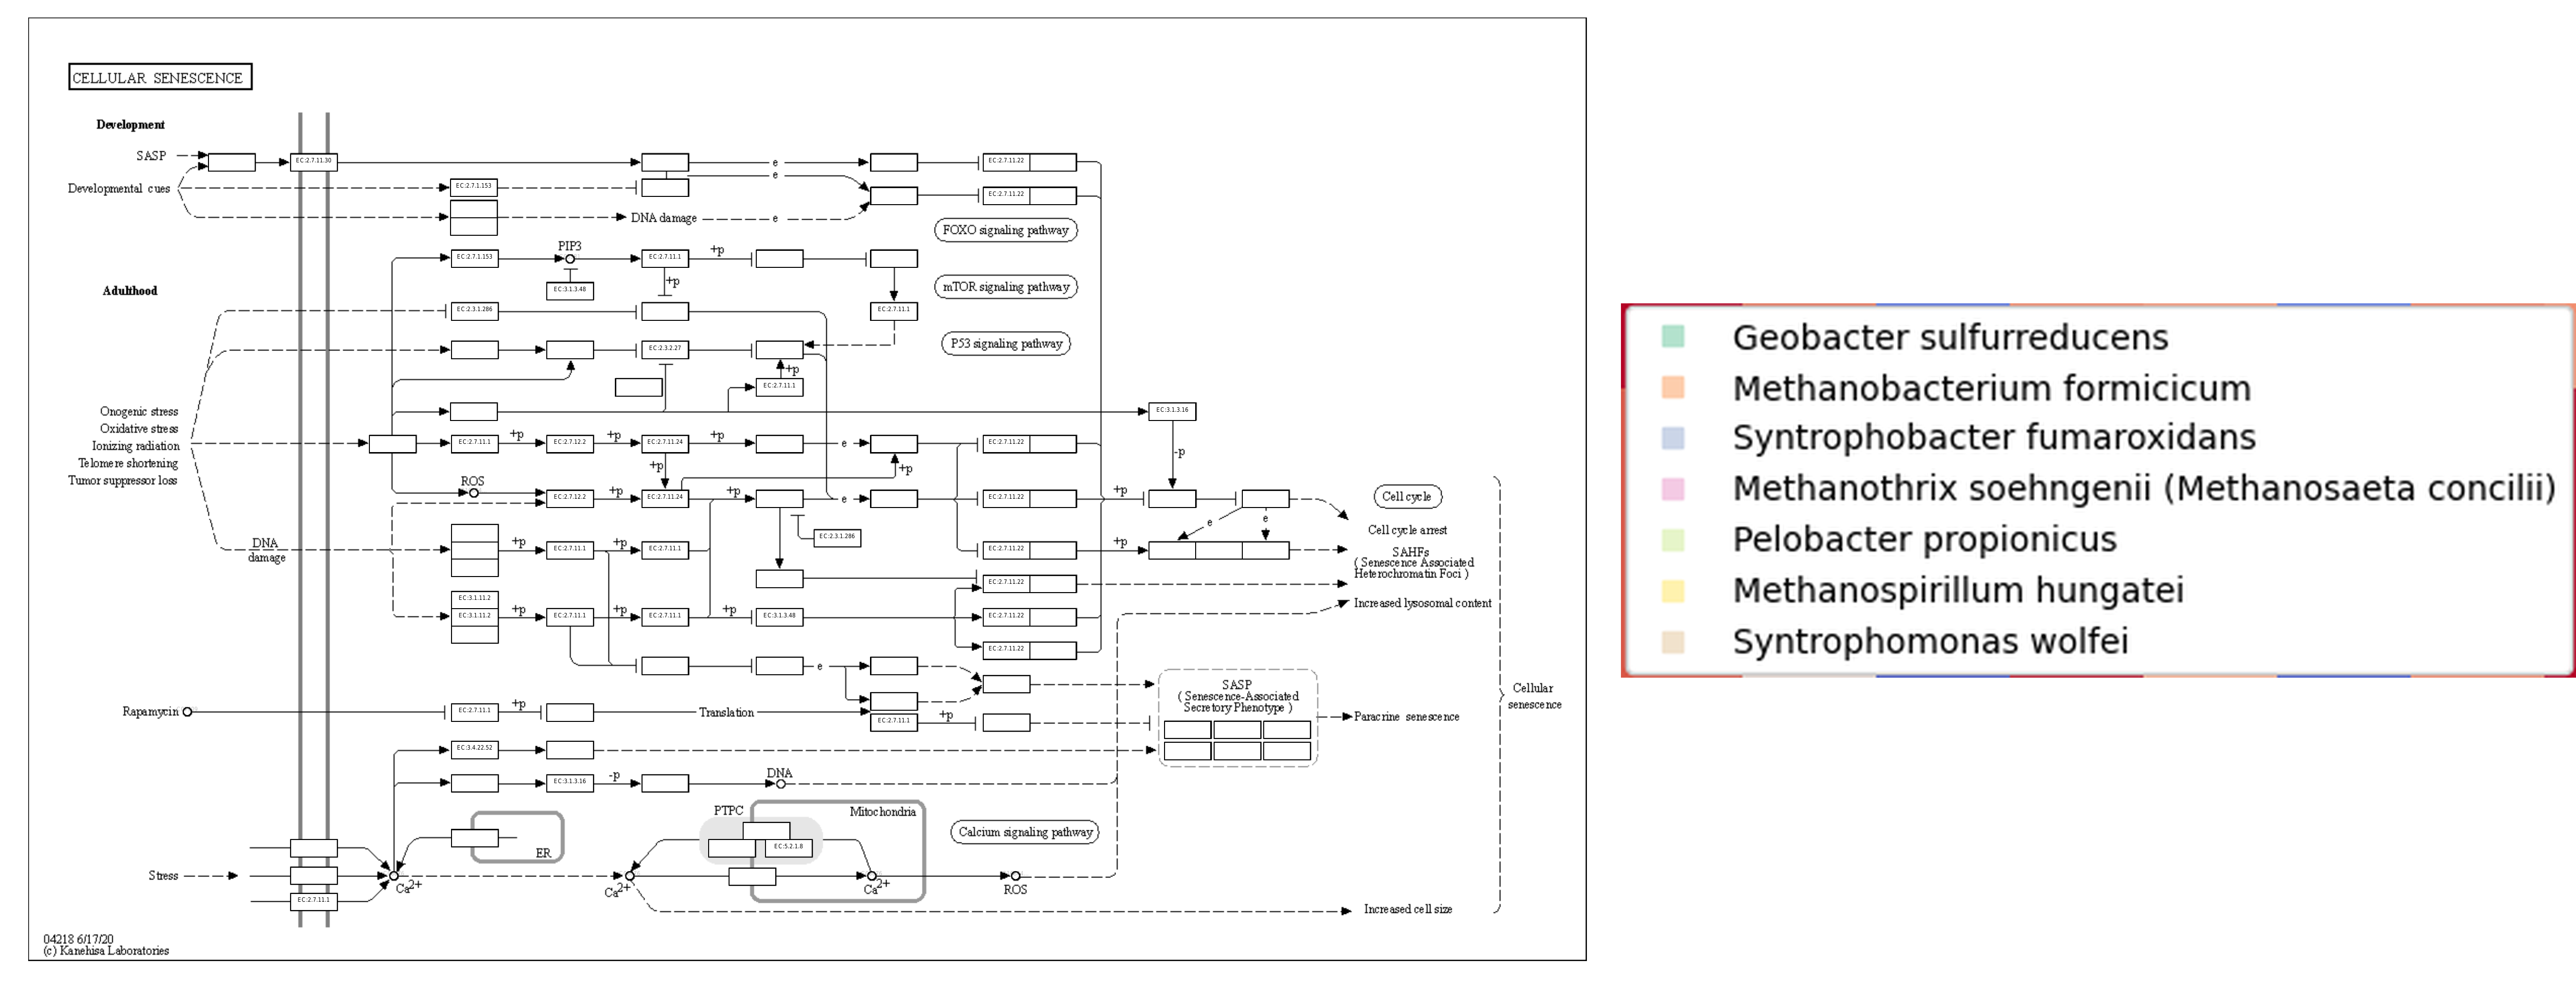 CELLULAR SENESCENCE
Development
SASP
EC:2.7.11.30
e
EC:2.7.11.22
e
Developmental cues
EC:2.7.1.153
EC:2.7.11.22
DNA damage
e
FOXO signaling pathway
PIP3
+p
EC:2.7.1.153
EC:2.7.11.1
+p
mTOR signaling pathway
Adulthood
EC:3.1.3.48
EC:2.3.1.286
EC:2.7.11.1
P53 signaling pathway
EC:2.3.2.27
+p
EC:2.7.11.1
Onogenic stress
Oxidative stress
Ionizing radiation
Telomere shortening
Tumor suppressor loss
EC:3.1.3.16
EC:2.7.11.1
+p
EC:2.7.12.2
+p
EC:2.7.11.24
+p
e
EC:2.7.11.22
-p
+p
+p
ROS
EC:2.7.12.2
+p
EC:2.7.11.24
+p
e
EC:2.7.11.22
+p
Cell cycle
e
e
Cell cycle arrest
EC:2.3.1.286
DNA
damage
+p
EC:2.7.11.1
+p
EC:2.7.11.1
EC:2.7.11.22
+p
SAHFs
( Senescence Associated
Heterochromatin Foci )
EC:2.7.11.22
EC:3.1.11.2
EC:3.1.11.2
+p
EC:2.7.11.1
+p
EC:2.7.11.1
+p
EC:3.1.3.48
EC:2.7.11.22
Increased lysosomal content
EC:2.7.11.22
e
SASP
( Senescence-Associated
Secretory Phenotype )
Cellular
senescence
Rapamycin
EC:2.7.11.1
+p
Translation
EC:2.7.11.1
+p
Paracrine senescence
EC:3.4.22.52
EC:3.1.3.16
-p
DNA
PTPC
Mitochondria
Calcium signaling pathway
EC:5.2.1.8
ER
Stress
Ca2+
Ca2+
Ca2+
ROS
EC:2.7.11.1
Increased cell size
04218 6/17/20
(c) Kanehisa Laboratories
Geobacter sulfurreducens
Methanobacterium formicicum
Syntrophobacter fumaroxidans
Methanothrix soehngenii (Methanosaeta concilii)
Pelobacter propionicus
Methanospirillum hungatei
Syntrophomonas wolfei